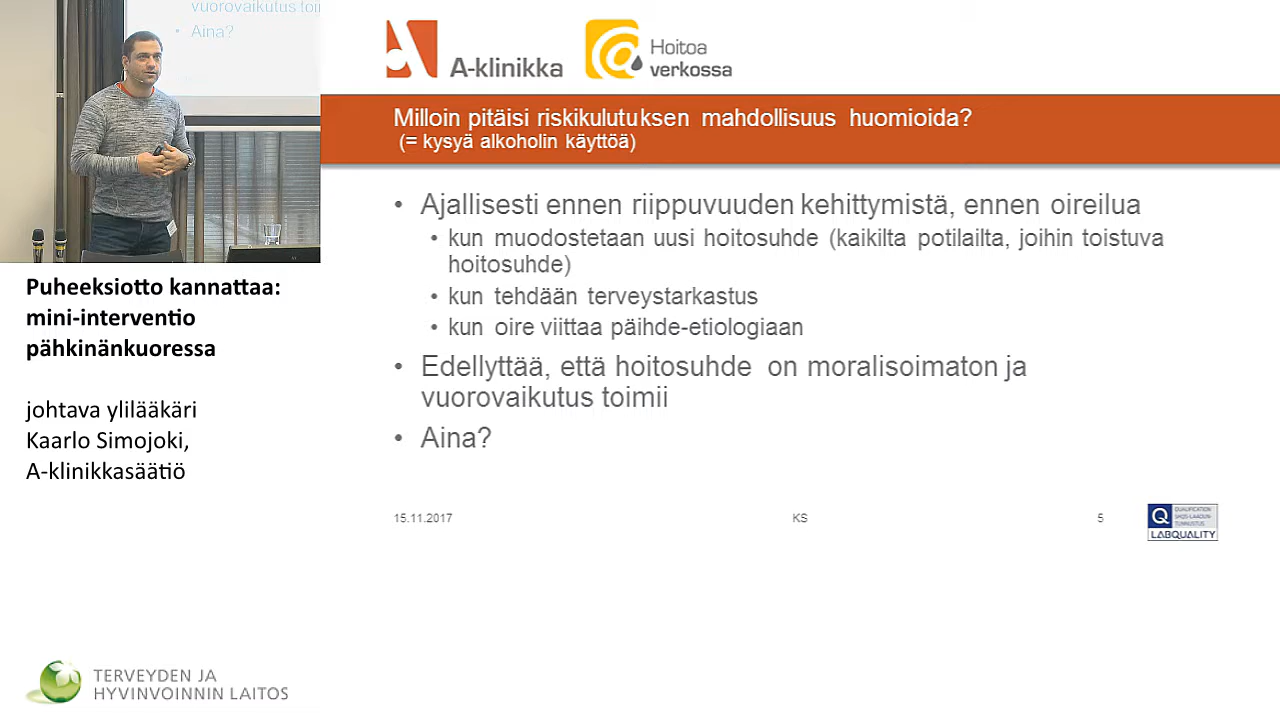 vuorovaikutus toi
• Aina?
A-klinikka
Hoitoa
verkossa
Milloin pitäisi riskikulutuksen mahdollisuus huomioida?
(= kysyä alkoholin käyttöä)
• Ajallisesti ennen riippuvuuden kehittymistä, ennen oireilua
• kun muodostetaan uusi hoitosuhde (kaikilta potilailta, joihin toistuva
hoitosuhde)
• kun tehdään terveystarkastus
• kun oire viittaa päihde-etiologiaan
• Edellyttää, että hoitosuhde on moralisoimaton ja
vuorovaikutus toimii
• Aina?
15.11.2017
KS
5
Q
LABQUALITY
Puheeksiotto kannattaa:
mini-interventio
pähkinänkuoressa
johtava ylilääkäri
Kaarlo Simojoki,
A-klinikkasäätiö
TERVEYDEN JA
HYVINVOINNIN LAITOS